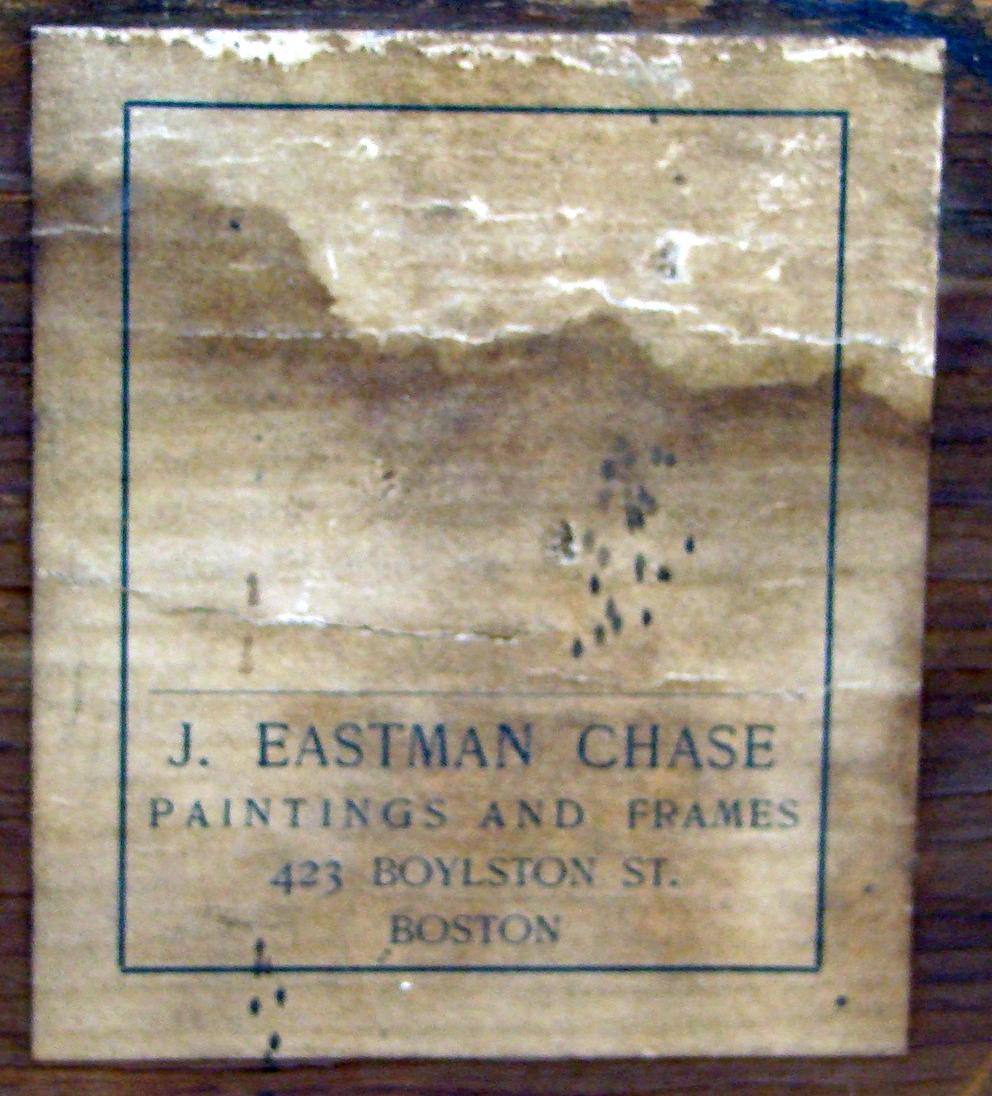 J. EASTMAN CHASE
PAINTINGS AND FRAMES
423 BOYLSTON ST.
BOSTON